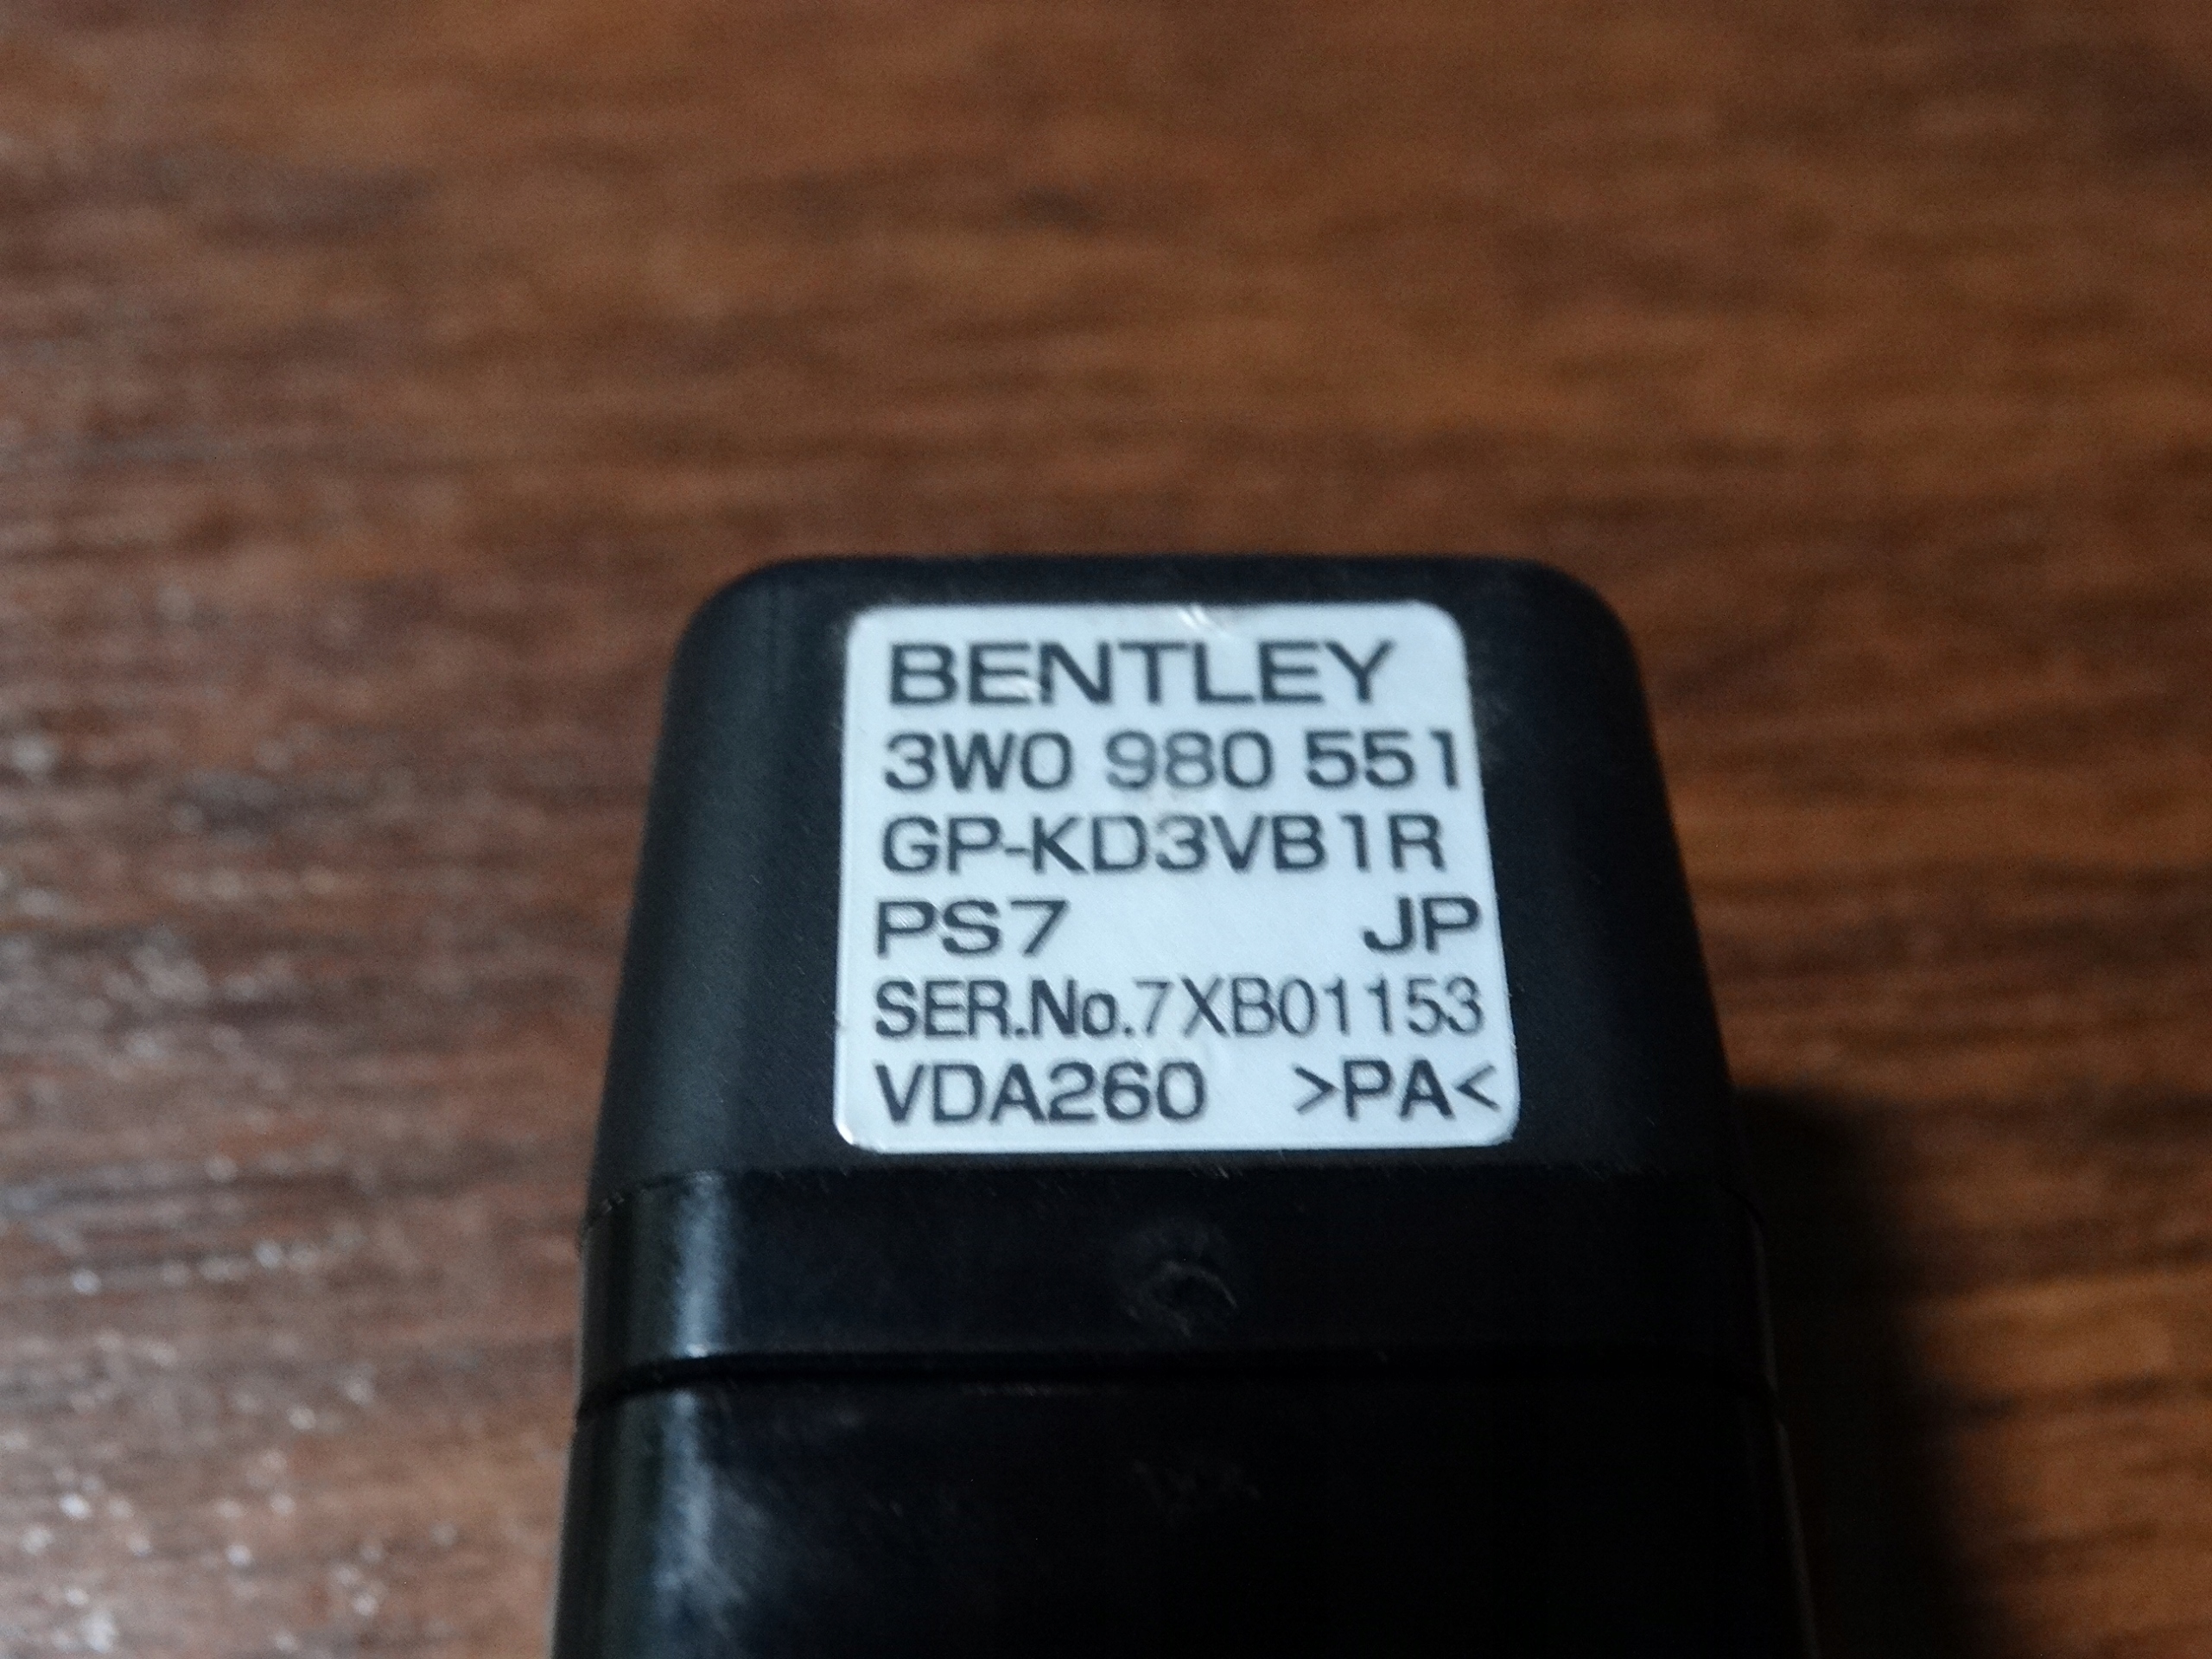 BENTLEY
3W0 980 551
GP-KD3VB1R
PS7 JP
SER.No.7XB01153
VDA260 >PA<